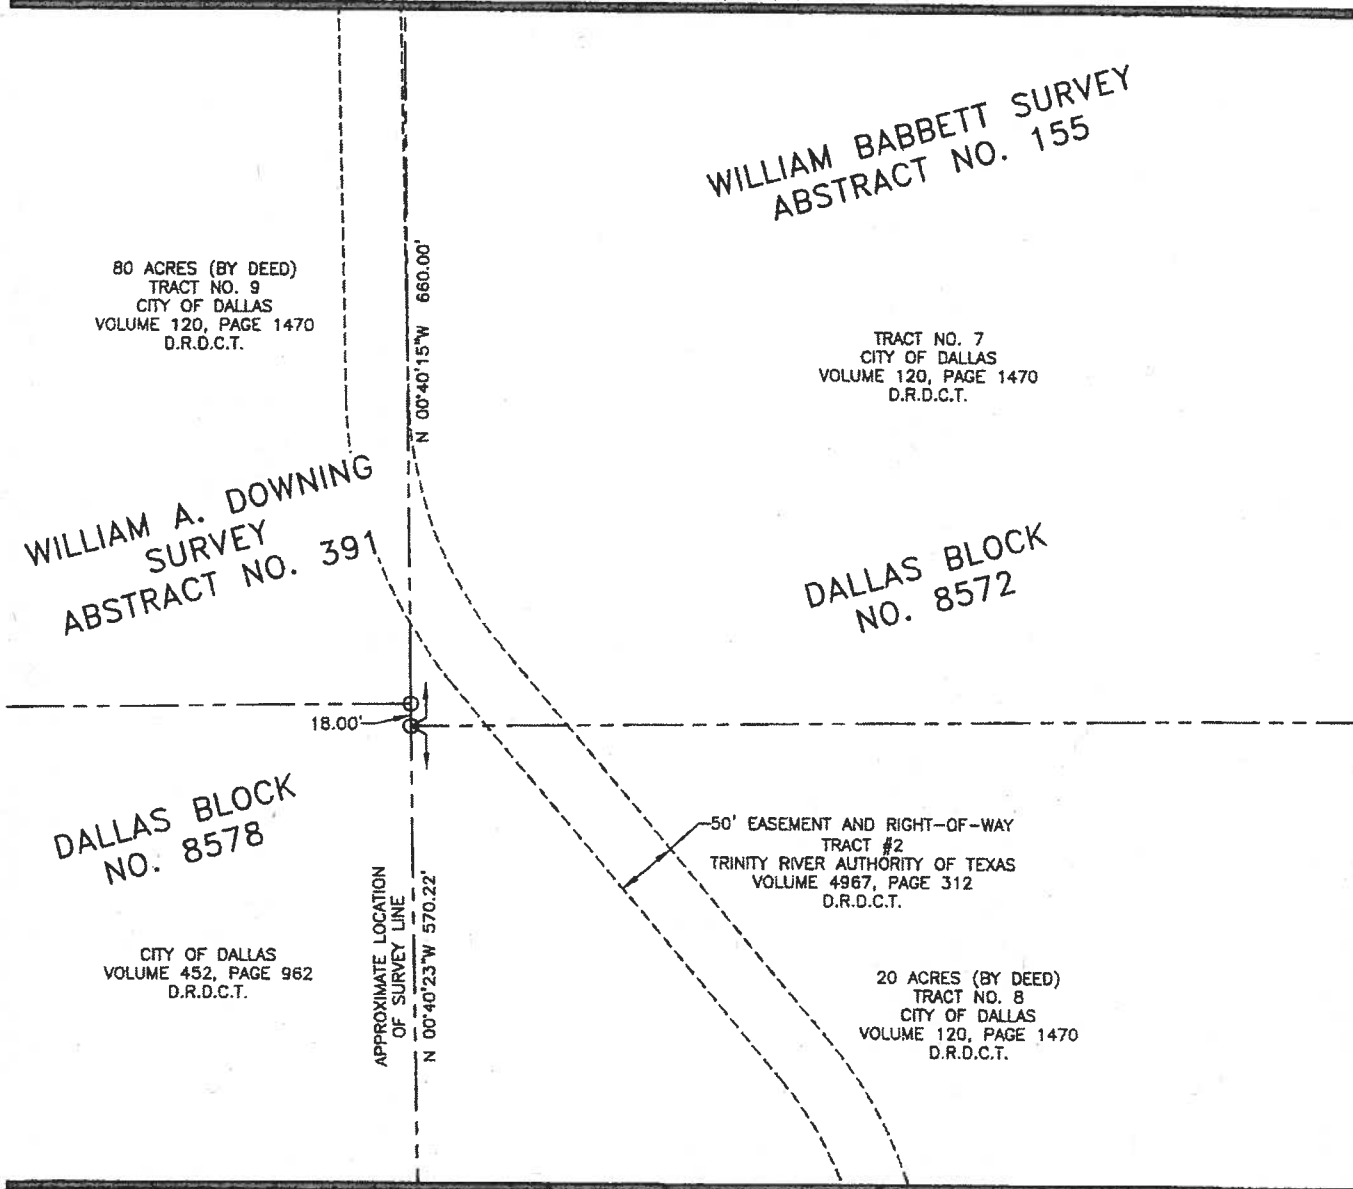 WILLIAM BABBETT SURVEY
ABSTRACT NO. 155
80 ACRES (BY DEED)
TRACT NO. 9
CITY OF DALLAS
VOLUME 120, PAGE 1470
D.R.D.C.T.
N 00°40'15"W 660.00'
TRACT NO. 7
CITY OF DALLAS
VOLUME 120, PAGE 1470
D.R.D.C.T.
WILLIAM A. DOWNING
SURVEY
ABSTRACT NO. 391
DALLAS BLOCK
NO. 8572
18.00'
DALLAS BLOCK
NO. 8578
50' EASEMENT AND RIGHT-OF-WAY
TRACT #2
TRINITY RIVER AUTHORITY OF TEXAS
VOLUME 4967, PAGE 312
D.R.D.C.T.
APPROXIMATE LOCATION
OF SURVEY LINE
N 00°40'23"W 570.22'
CITY OF DALLAS
VOLUME 452, PAGE 962
D.R.D.C.T.
20 ACRES (BY DEED)
TRACT NO. 8
CITY OF DALLAS
VOLUME 120, PAGE 1470
D.R.D.C.T.